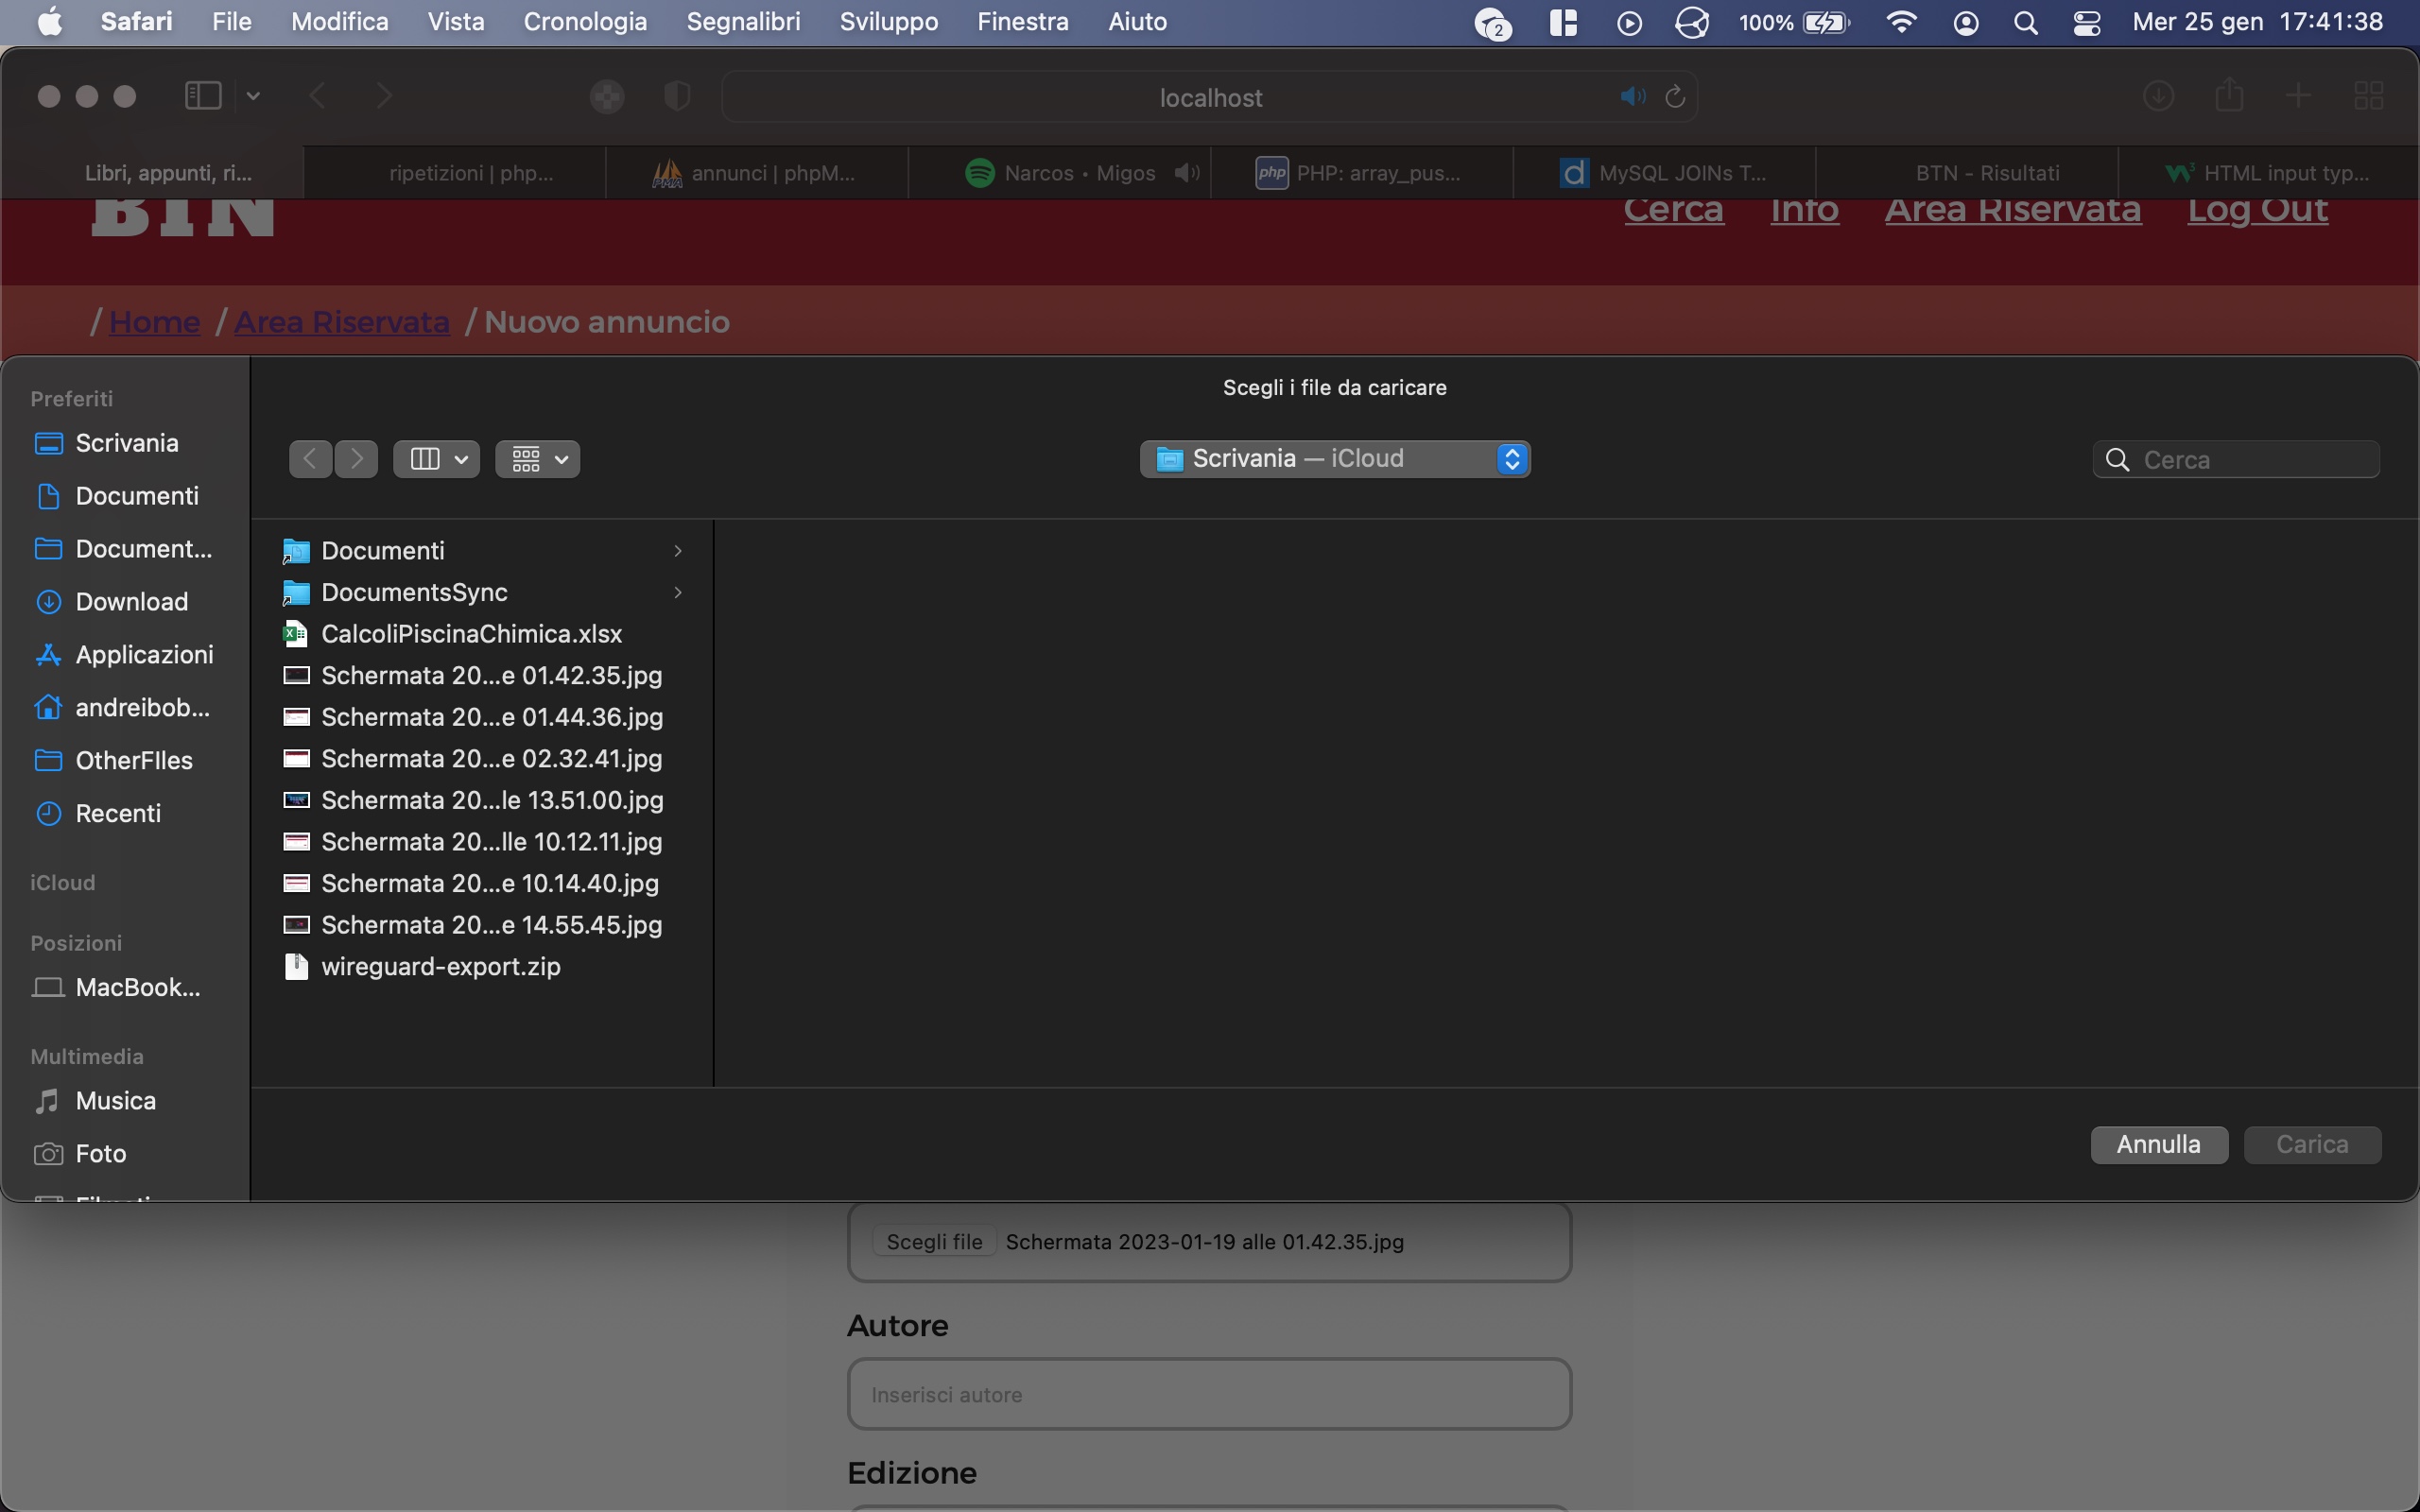 Safari File Modifica Vista Cronologia Segnalibri Sviluppo Finestra Aiuto 2 100% Mer 25 gen 17:41:38
localhost
Libri, appunti, ri... ripetizioni | php... annunci | phpM... Narcos • Migos php PHP: array_pus... d MySQL JOINs T... BTN - Risultati HTML input typ...
BTN Cerca Info Area Riservata Log Out
/ Home / Area Riservata / Nuovo annuncio
Scegli i file da caricare
Scrivania — iCloud
Cerca
Preferiti
Scrivania
Documenti
Document...
Download
Applicazioni
andreibob...
OtherFIles
Recenti
iCloud
Posizioni
MacBook...
Multimedia
Musica
Foto
Filmati
Documenti
DocumentsSync
CalcoliPiscinaChimica.xlsx
Schermata 20...e 01.42.35.jpg
Schermata 20...e 01.44.36.jpg
Schermata 20...e 02.32.41.jpg
Schermata 20...le 13.51.00.jpg
Schermata 20...lle 10.12.11.jpg
Schermata 20...e 10.14.40.jpg
Schermata 20...e 14.55.45.jpg
wireguard-export.zip
Annulla Carica
Scegli file Schermata 2023-01-19 alle 01.42.35.jpg
Autore
Inserisci autore
Edizione